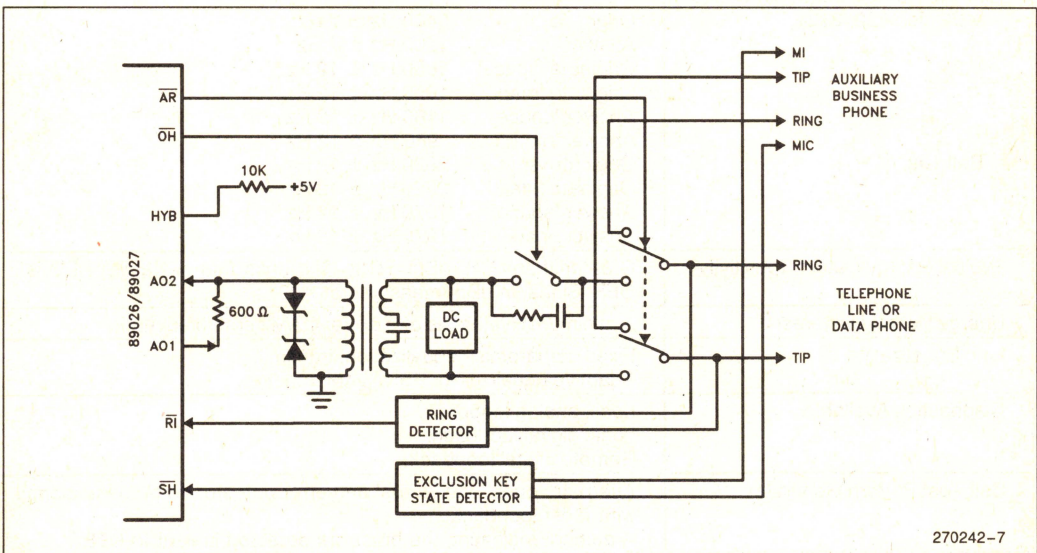 MI
TIP
AUXILIARY
BUSINESS
PHONE
RING
MIC
AR
OH
10K
+5V
HYB
89026/89027
AO2
600 Ω
AO1
DC
LOAD
RING
TELEPHONE
LINE OR
DATA PHONE
TIP
RI
RING
DETECTOR
SH
EXCLUSION KEY
STATE DETECTOR
270242-7